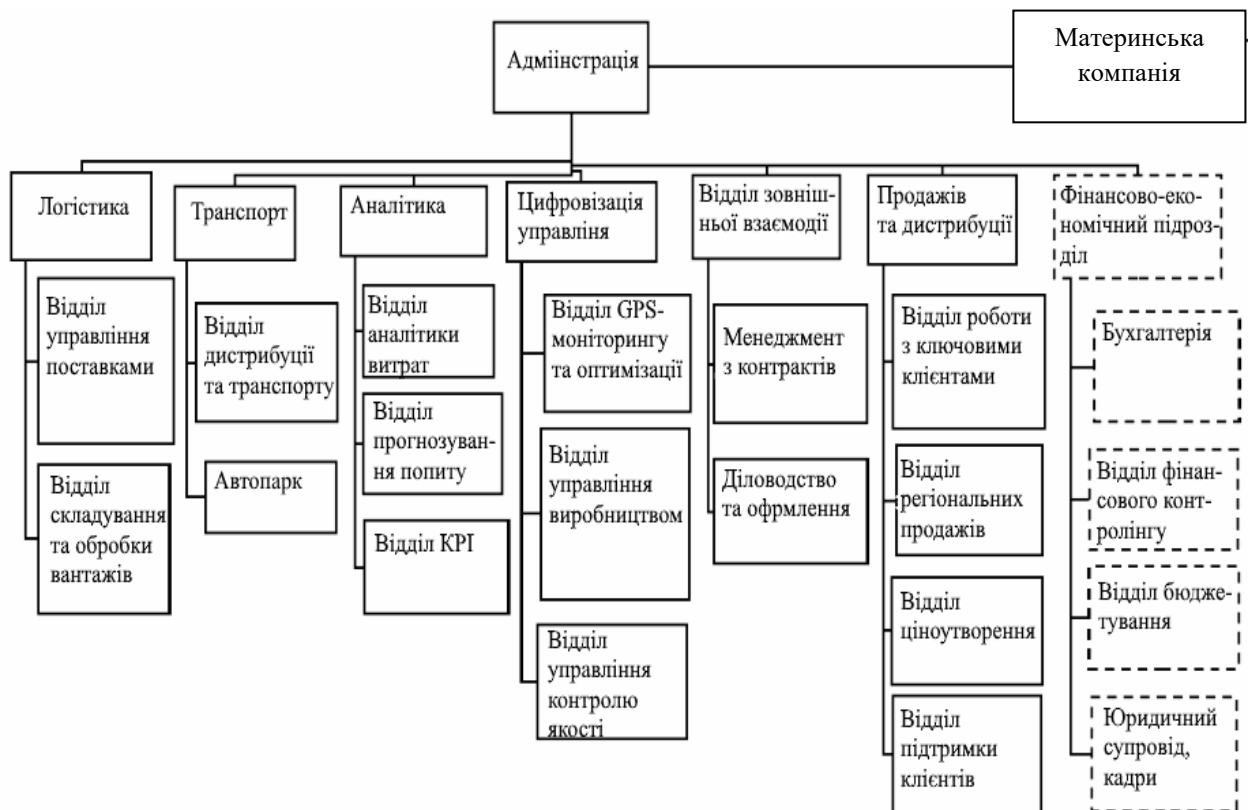 Адміінстрація
Материнська
компанія
Логістика
Транспорт
Аналітика
Цифровізація
управліня
Відділ зовніш-
ньої взаємодії
Продажів
та дистрибуції
Фінансово-еко-
номічний підроз-
діл
Відділ
управління
поставками
Відділ
складування
та обробки
вантажів
Відділ
дистрибуції
та транспорту
Автопарк
Відділ
аналітики
витрат
Відділ
прогнозуван-
ня попиту
Відділ KPI
Відділ GPS-
моніторингу
та оптимізації
Відділ
управління
виробництвом
Відділ
управління
контролю
якості
Менеджмент
з контрактів
Діловодство
та офрмлення
Відділ роботи
з ключовими
клієнтами
Відділ
регіональних
продажів
Відділ
ціноутворення
Відділ
підтримки
клієнтів
Бухгалтерія
Відділ фінан-
сового конт-
ролінгу
Відділ бюдже-
тування
Юридичний
супровід,
кадри